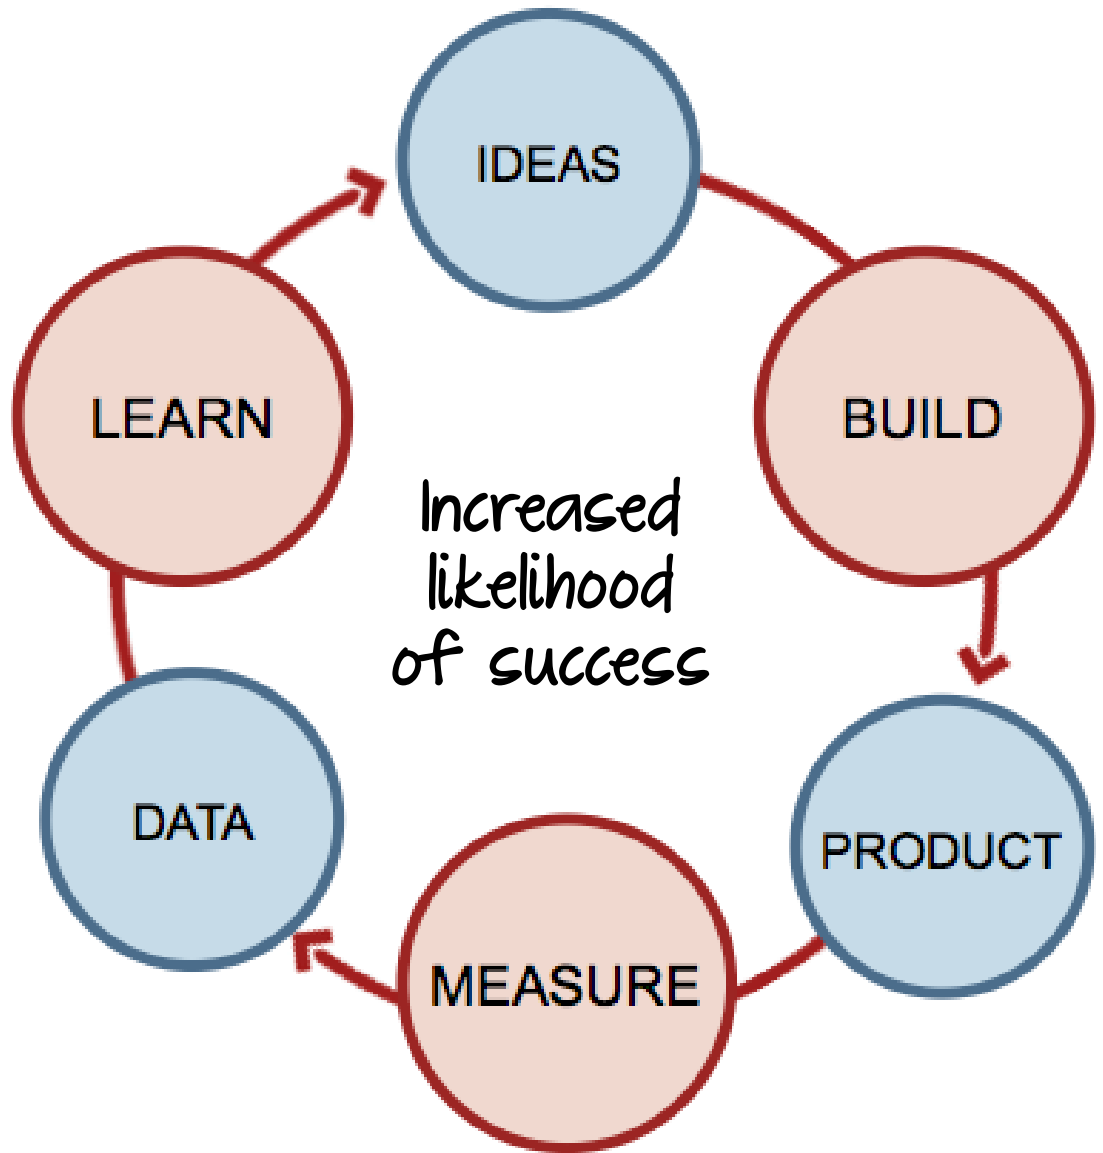 IDEAS
BUILD
PRODUCT
MEASURE
DATA
LEARN
Increased
likelihood
of success